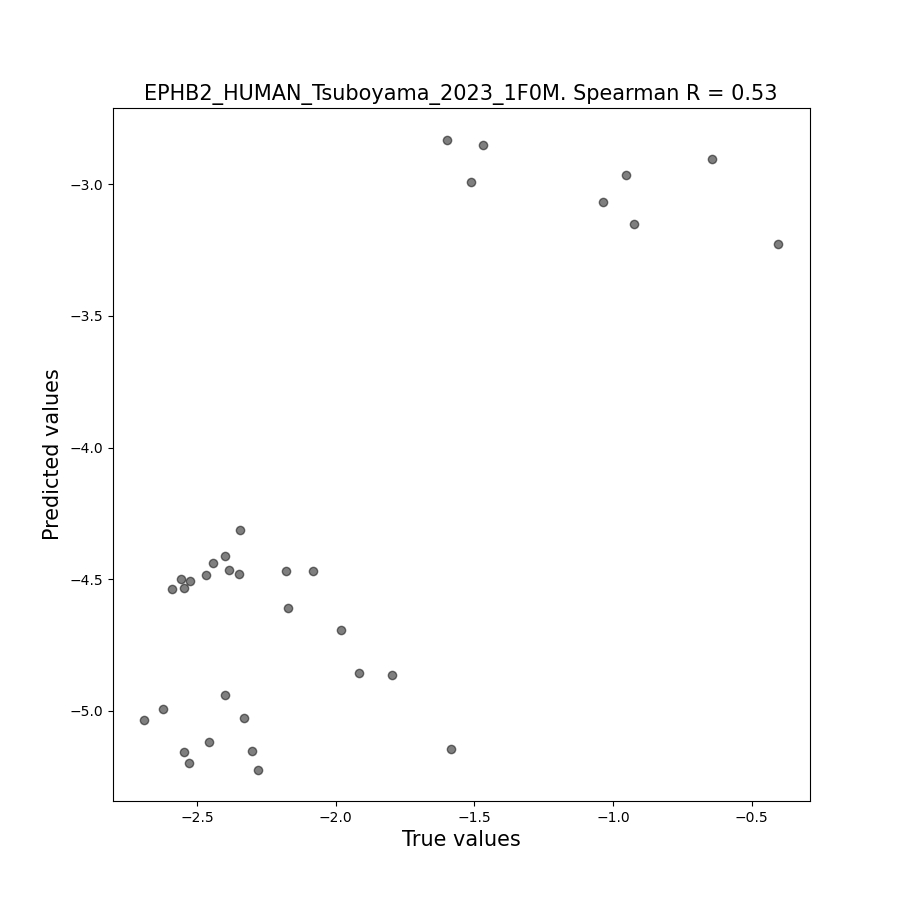 EPHB2_HUMAN_Tsuboyama_2023_1F0M. Spearman R = 0.53
−3.0
−3.5
−4.0
−4.5
−5.0
Predicted values
−2.5 −2.0 −1.5 −1.0 −0.5
True values